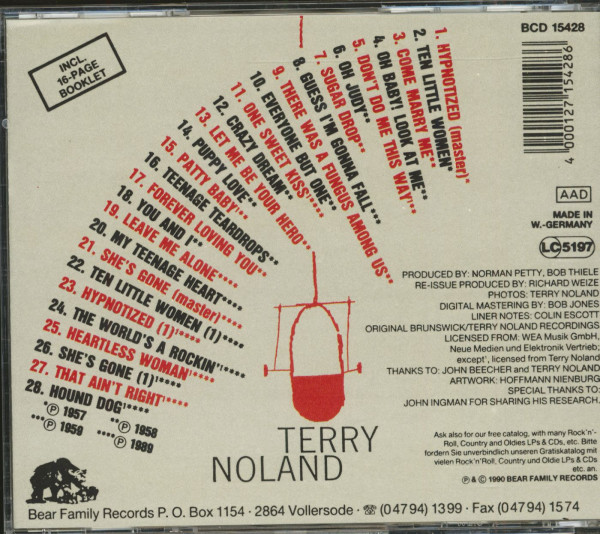 INCL.
16-PAGE
BOOKLET
BCD 15428
4 000127 154286
AAD
MADE IN
W.-GERMANY
LC 5197
1. HYPNOTIZED (master)*
2. TEN LITTLE WOMEN*
3. COME MARRY ME**
4. OH BABY! LOOK AT ME**
5. DON'T DO ME THIS WAY'**
6. OH JUDY**
7. SUGAR DROP**
8. GUESS I'M GONNA FALL***
9. THERE WAS A FUNGUS AMONG US**
10. EVERYONE BUT ONE**
11. ONE SWEET KISS'****
12. CRAZY DREAM**
13. LET ME BE YOUR HERO**
14. PUPPY LOVE**
15. PATTY BABY!**
16. TEENAGE TEARDROPS**
17. FOREVER LOVING YOU**
18. YOU AND I**
19. LEAVE ME ALONE****
20. MY TEENAGE HEART****
21. SHE'S GONE (master)****
22. TEN LITTLE WOMEN (1)****
23. HYPNOTIZED (1)'****
24. THE WORLD'S A ROCKIN'****
25. HEARTLESS WOMAN'****
26. SHE'S GONE (1)'****
27. THAT AIN'T RIGHT'****
28. HOUND DOG'****
*Ⓟ 1957 **Ⓟ 1958
***Ⓟ 1959 ****Ⓟ 1989
PRODUCED BY: NORMAN PETTY, BOB THIELE
RE-ISSUE PRODUCED BY: RICHARD WEIZE
PHOTOS: TERRY NOLAND
DIGITAL MASTERING BY: BOB JONES
LINER NOTES: COLIN ESCOTT
ORIGINAL BRUNSWICK/TERRY NOLAND RECORDINGS
LICENSED FROM: WEA Musik GmbH,
Neue Medien und Elektronik Vertrieb;
except', licensed from Terry Noland
THANKS TO: JOHN BEECHER and TERRY NOLAND
ARTWORK: HOFFMANN NIENBURG
SPECIAL THANKS TO:
JOHN INGMAN FOR SHARING HIS RESEARCH.
TERRY
NOLAND
Ask also for our free catalog, with many Rock'n'-
Roll, Country and Oldies LPs & CDs, etc. Bitte
fordern Sie unverbindlich unseren Gratiskatalog mit
vielen Rock'n'Roll, Country und Oldies LPs & CDs
etc. an.
Ⓟ & © 1990 BEAR FAMILY RECORDS
Bear Family Records P. O. Box 1154 · 2864 Vollersode · ☏ (0 47 94) 13 99 · Fax (0 47 94) 15 74